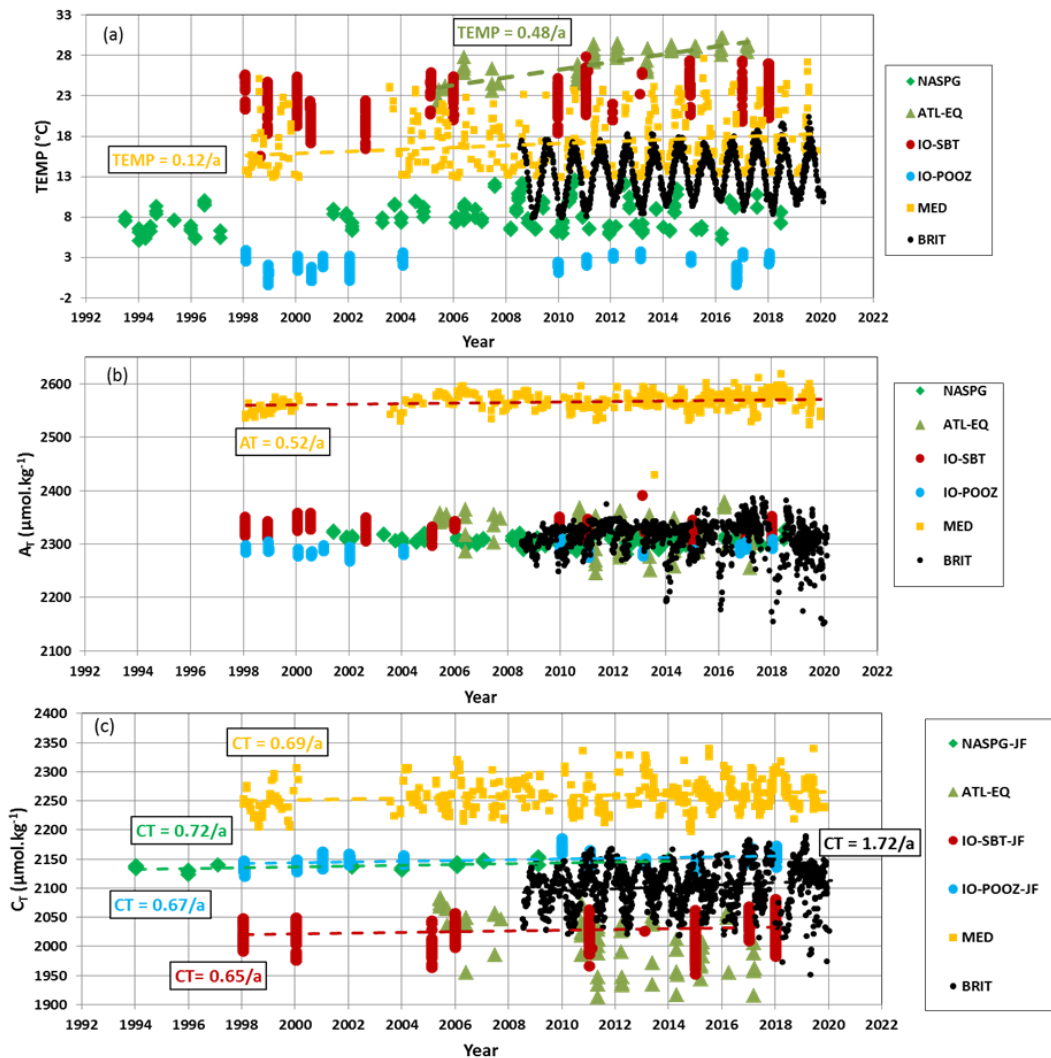 (a)
TEMP = 0.48/a
TEMP = 0.12/a
TEMP (°C)
33
28
23
18
13
8
3
-2
1992 1994 1996 1998 2000 2002 2004 2006 2008 2010 2012 2014 2016 2018 2020 2022
Year
NASPG
ATL-EQ
IO-SBT
IO-POOZ
MED
BRIT
(b)
AT = 0.52/a
A_T (µmol.kg⁻¹)
2600
2500
2400
2300
2200
2100
1992 1994 1996 1998 2000 2002 2004 2006 2008 2010 2012 2014 2016 2018 2020 2022
Year
NASPG
ATL-EQ
IO-SBT
IO-POOZ
MED
BRIT
(c)
CT = 0.69/a
CT = 0.72/a
CT = 1.72/a
CT = 0.67/a
CT= 0.65/a
C_T (µmol.kg⁻¹)
2400
2350
2300
2250
2200
2150
2100
2050
2000
1950
1900
1992 1994 1996 1998 2000 2002 2004 2006 2008 2010 2012 2014 2016 2018 2020 2022
Year
NASPG-JF
ATL-EQ
IO-SBT-JF
IO-POOZ-JF
MED
BRIT